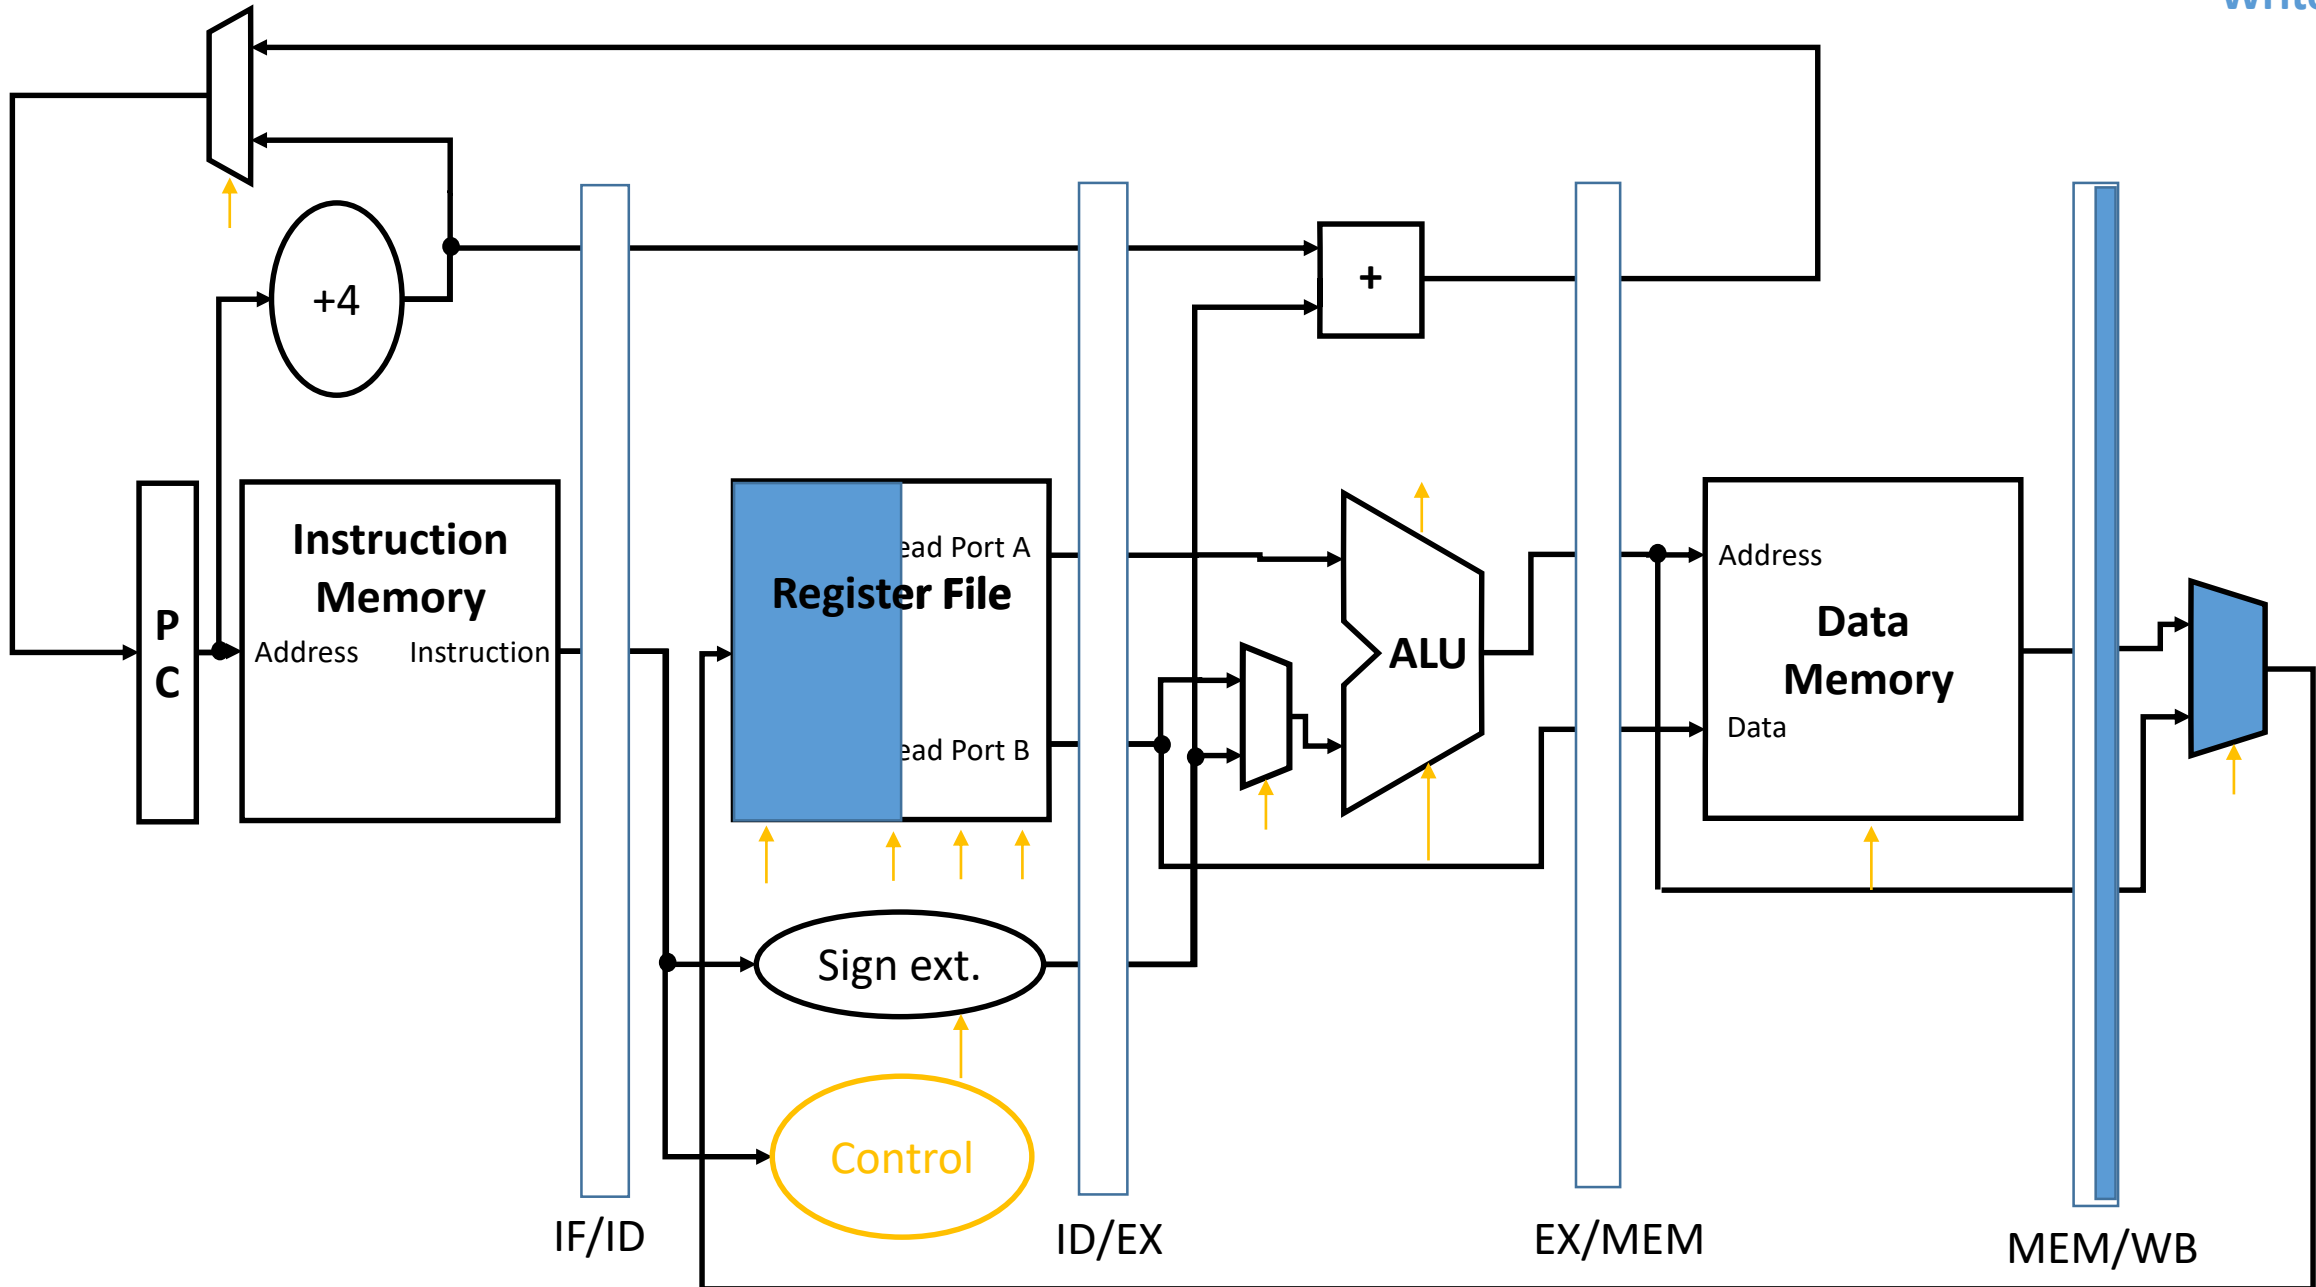 +4
+
P
C
Instruction
Memory
Address
Instruction
Register File
ead Port A
ead Port B
ALU
Address
Data
Memory
Data
Sign ext.
Control
IF/ID
ID/EX
EX/MEM
MEM/WB